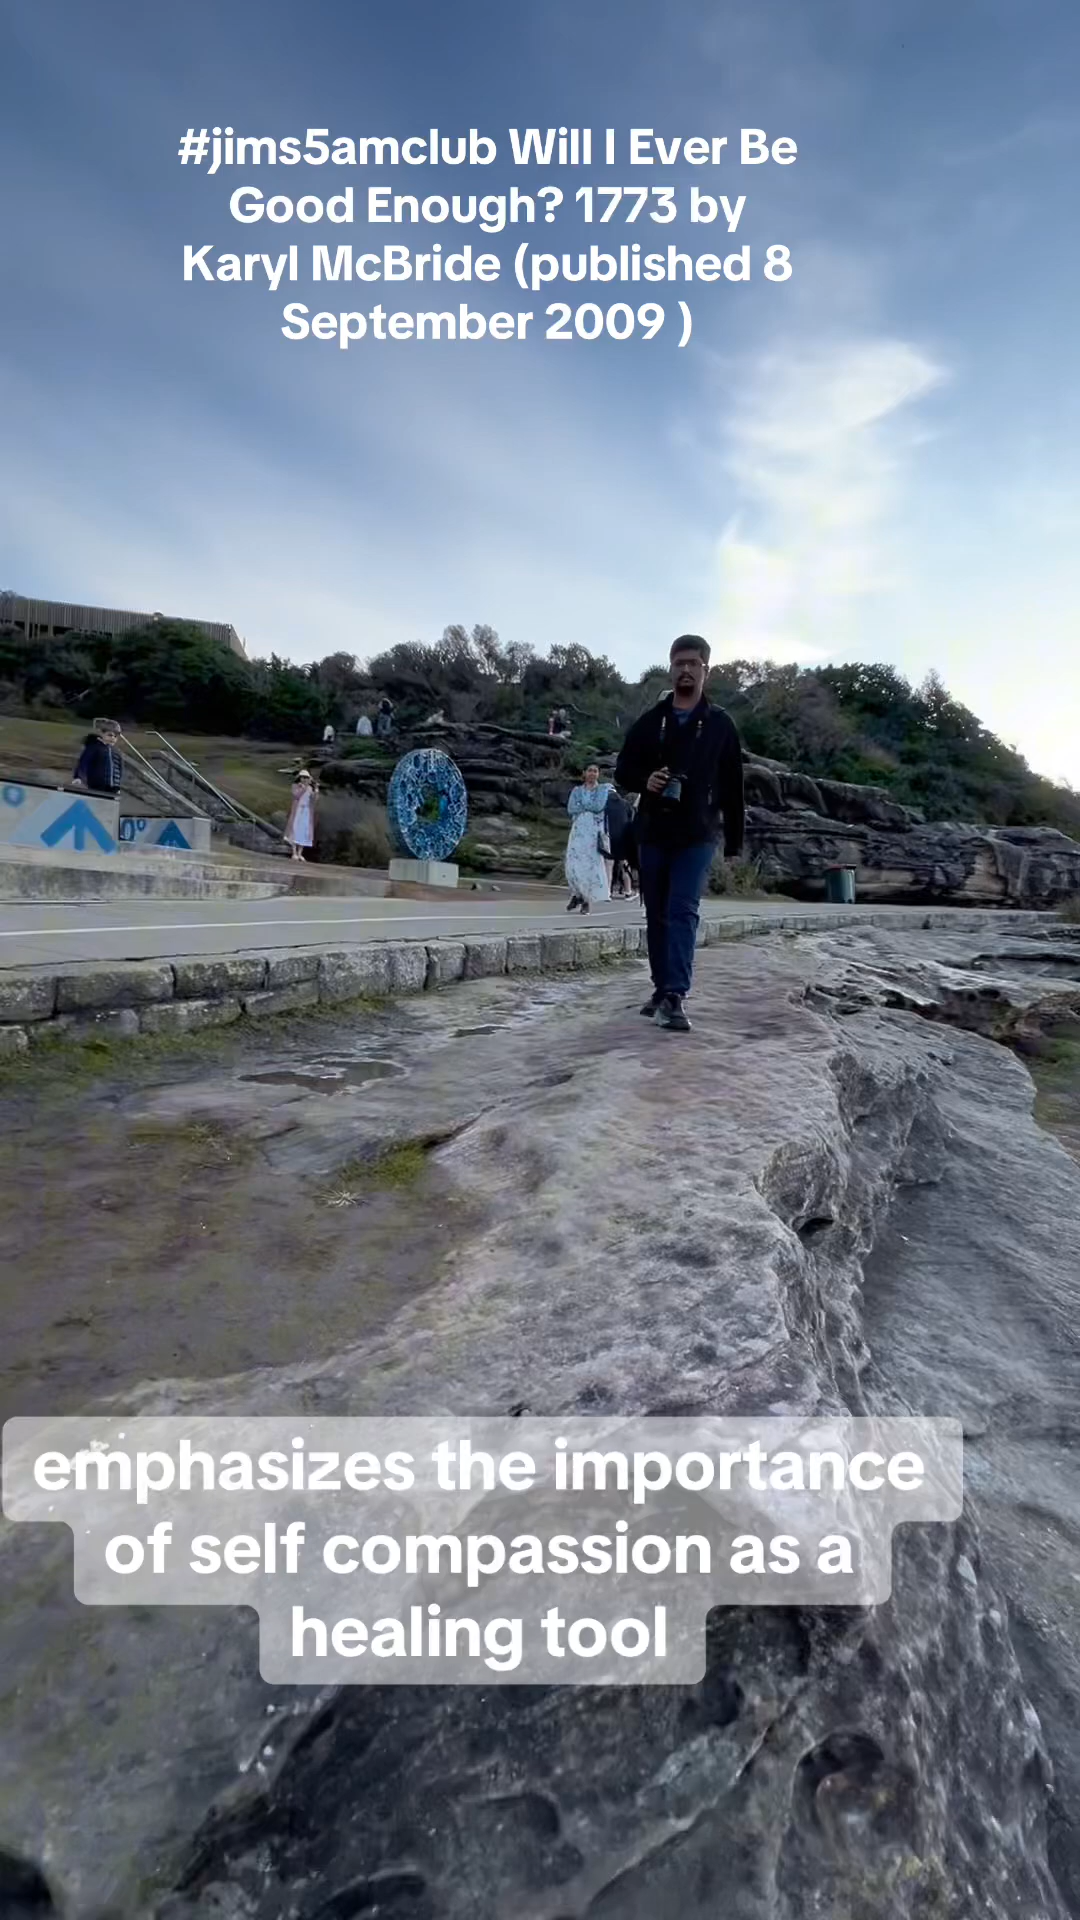 #jims5amclub Will I Ever Be
Good Enough? 1773 by
Karyl McBride (published 8
September 2009 )
emphasizes the importance
of self compassion as a
healing tool